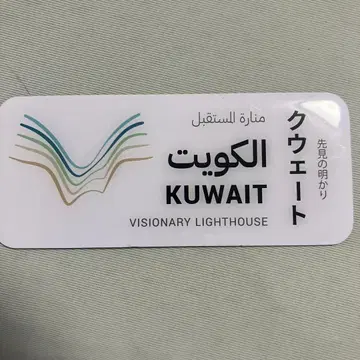 منارة المستقبل
الكويت
KUWAIT
VISIONARY LIGHTHOUSE
クウェート
先見の明かり